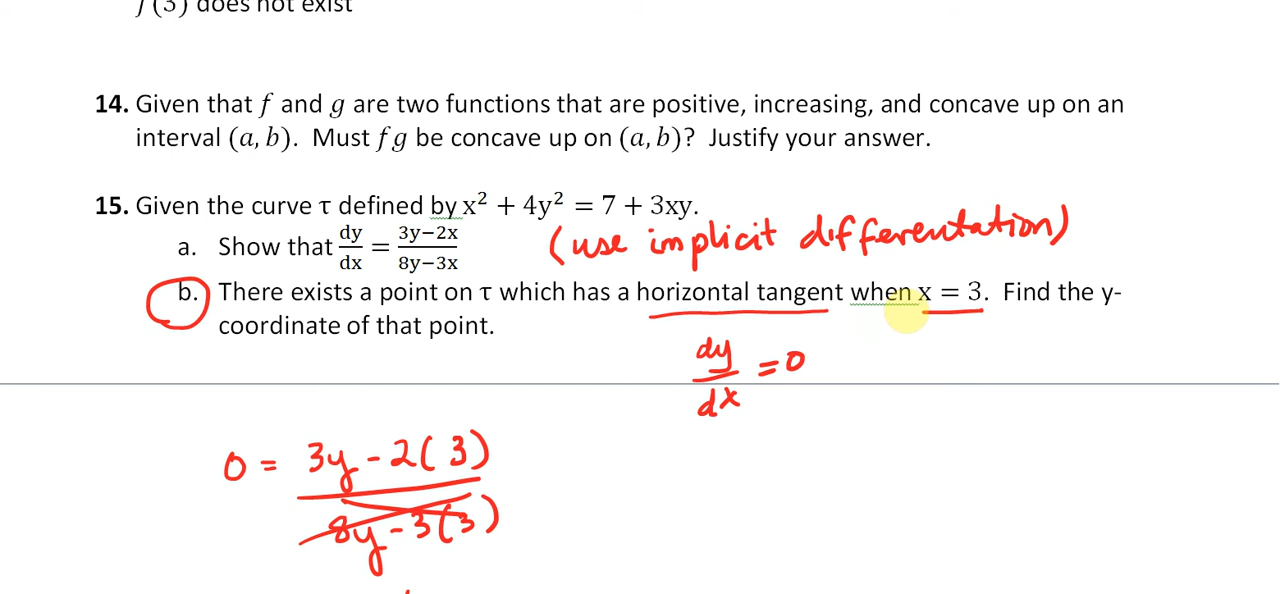 f(3) does not exist
14. Given that f and g are two functions that are positive, increasing, and concave up on an
interval (a, b). Must fg be concave up on (a, b)? Justify your answer.
15. Given the curve τ defined by x² + 4y² = 7 + 3xy.
a. Show that dy/dx = 3y−2x/8y−3x (use implicit differentation)
b. There exists a point on τ which has a horizontal tangent when x = 3. Find the y-
coordinate of that point.
dy/dx = 0
0 = 3y - 2(3)/8y - 3(3)